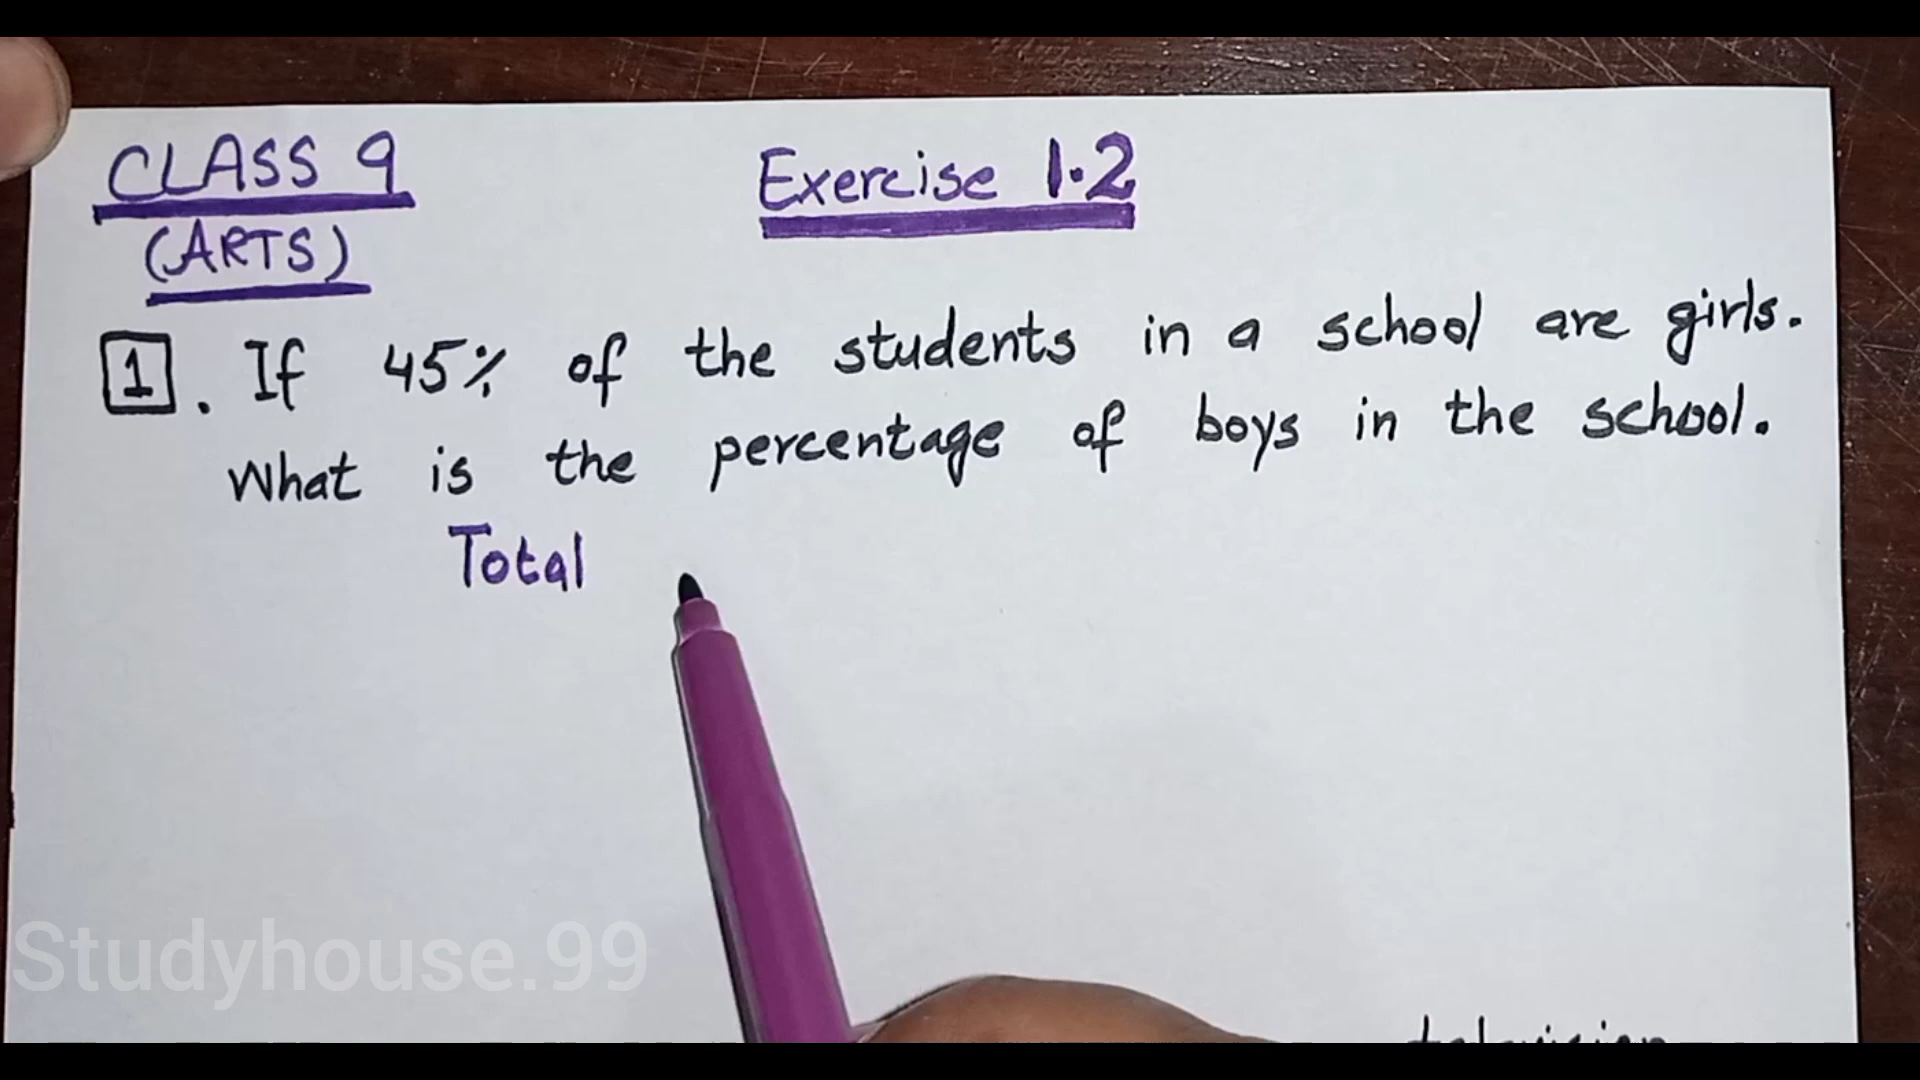 CLASS 9
(ARTS)
Exercise 1.2
1. If 45% of the students in a school are girls.
What is the percentage of boys in the school.
Total
Studyhouse.99
television